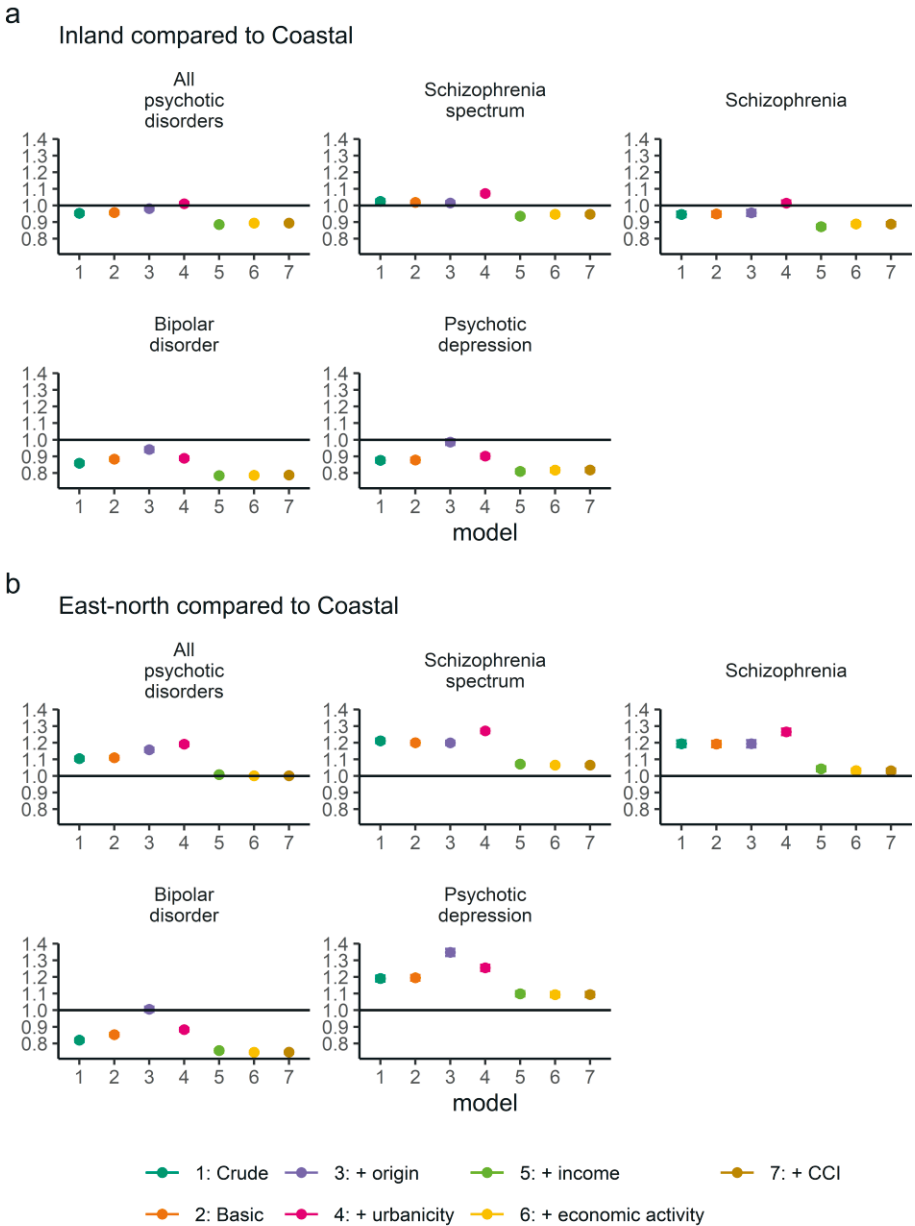 a
Inland compared to Coastal
All
psychotic
disorders
Schizophrenia
spectrum
Schizophrenia
1.4
1.3
1.2
1.1
1.0
0.9
0.8
1 2 3 4 5 6 7
1.4
1.3
1.2
1.1
1.0
0.9
0.8
1 2 3 4 5 6 7
1.4
1.3
1.2
1.1
1.0
0.9
0.8
1 2 3 4 5 6 7
Bipolar
disorder
Psychotic
depression
1.4
1.3
1.2
1.1
1.0
0.9
0.8
1 2 3 4 5 6 7
1.4
1.3
1.2
1.1
1.0
0.9
0.8
1 2 3 4 5 6 7
model
b
East-north compared to Coastal
All
psychotic
disorders
Schizophrenia
spectrum
Schizophrenia
1.4
1.3
1.2
1.1
1.0
0.9
0.8
1 2 3 4 5 6 7
1.4
1.3
1.2
1.1
1.0
0.9
0.8
1 2 3 4 5 6 7
1.4
1.3
1.2
1.1
1.0
0.9
0.8
1 2 3 4 5 6 7
Bipolar
disorder
Psychotic
depression
1.4
1.3
1.2
1.1
1.0
0.9
0.8
1 2 3 4 5 6 7
1.4
1.3
1.2
1.1
1.0
0.9
0.8
1 2 3 4 5 6 7
model
1: Crude 3: + origin 5: + income 7: + CCI
2: Basic 4: + urbanicity 6: + economic activity